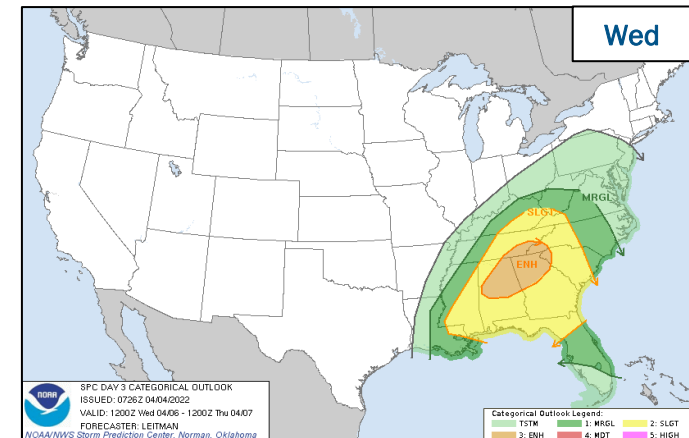 Wed
MRGL
SLGT
ENH
NOAA
SPC DAY 3 CATEGORICAL OUTLOOK
ISSUED: 0726Z 04/04/2022
VALID: 1200Z Wed 04/06 - 1200Z Thu 04/07
FORECASTER: LEITMAN
NOAA/NWS Storm Prediction Center, Norman, Oklahoma
Categorical Outlook Legend:
TSTM 1: MRGL 2: SLGT
3: ENH 4: MDT 5: HIGH